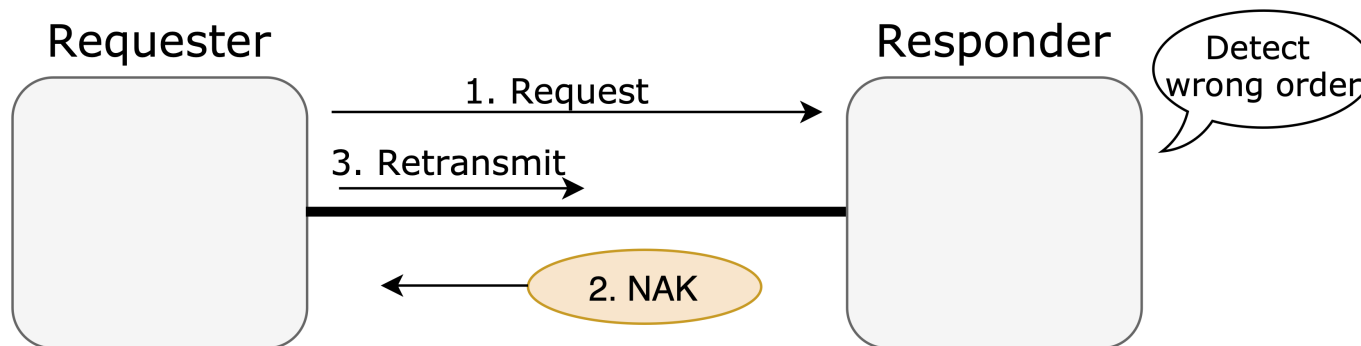 Requester
Responder
Detect
wrong order
1. Request
3. Retransmit
2. NAK